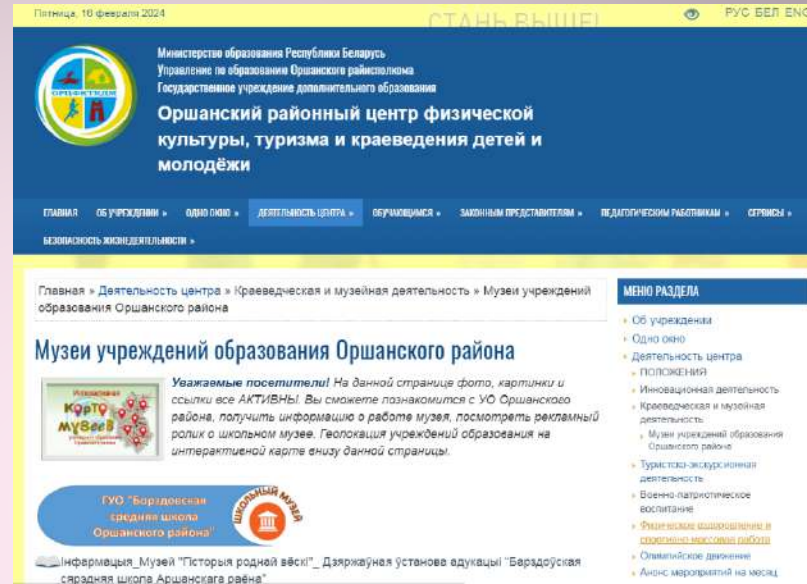 Пятница, 16 февраля 2024
СТАНЬ ВЫШЕ!
РУС БЕЛ ENG
Министерство образования Республики Беларусь
Управление по образованию Оршанского райисполкома
Государственное учреждение дополнительного образования
Оршанский районный центр физической
культуры, туризма и краеведения детей и
молодёжи
ОРЦФКТКДМ
ГЛАВНАЯ ОБ УЧРЕЖДЕНИИ » ОДНО ОКНО » ДЕЯТЕЛЬНОСТЬ ЦЕНТРА » ОБУЧАЮЩИМСЯ » ЗАКОННЫМ ПРЕДСТАВИТЕЛЯМ » ПЕДАГОГИЧЕСКИМ РАБОТНИКАМ » СЕРВИСЫ »
БЕЗОПАСНОСТЬ ЖИЗНЕДЕЯТЕЛЬНОСТИ »
Главная » Деятельность центра » Краеведческая и музейная деятельность » Музеи учреждений
образования Оршанского района
Музеи учреждений образования Оршанского района
Интерактивная
КАРТА
МУЗЕЕВ
Уважаемые посетители! На данной странице фото, картинки и
ссылки все АКТИВНЫ. Вы сможете познакомится с УО Оршанского
района, получить информацию о работе музея, посмотреть рекламный
ролик о школьном музее. Геолокация учреждений образования на
интерактивной карте внизу данной страницы.
ГУО "Борздовская
средняя школа
Оршанского района"
ШКОЛЬНЫЙ МУЗЕЙ
Інфармацыя_Музей "Гісторыя роднай вёскі"_ Дзяржаўная ўстанова адукацыі "Барздоўская
сярэдняя школа Аршанскага раёна"
МЕНЮ РАЗДЕЛА
Об учреждении
Одно окно
Деятельность центра
ПОЛОЖЕНИЯ
Инновационная деятельность
Краеведческая и музейная
деятельность
Музеи учреждений образования
Оршанского района
Туристско-экскурсионная
деятельность
Военно-патриотическое
воспитание
Физическое оздоровление и
спортивно массовая работа
Олимпийское движение
Анонс мероприятий на месяц